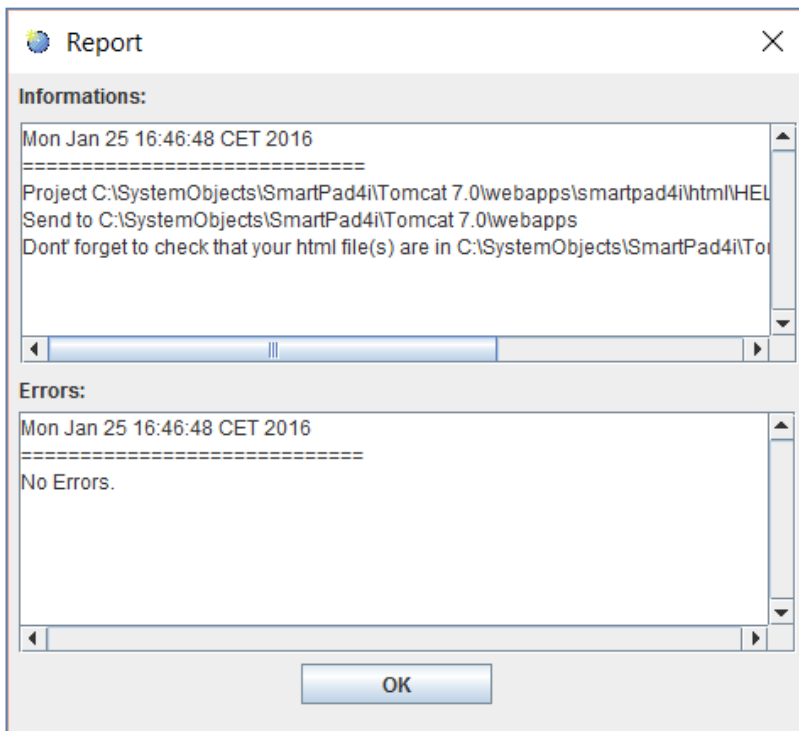 Report
Informations:
Mon Jan 25 16:46:48 CET 2016
=============================
Project C:\SystemObjects\SmartPad4i\Tomcat 7.0\webapps\smartpad4i\html\HEL
Send to C:\SystemObjects\SmartPad4i\Tomcat 7.0\webapps
Dont' forget to check that your html file(s) are in C:\SystemObjects\SmartPad4i\To
Errors:
Mon Jan 25 16:46:48 CET 2016
=============================
No Errors.
OK